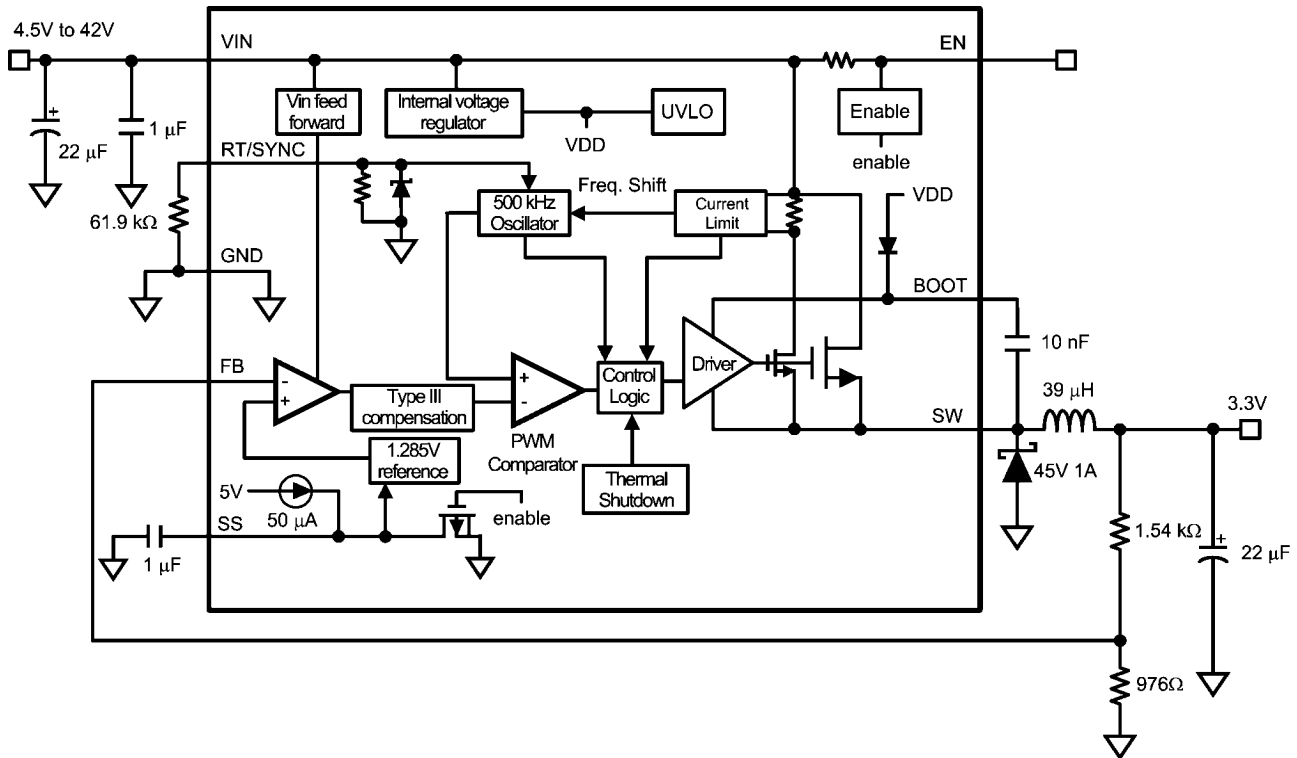 4.5V to 42V
VIN
EN
+
22 μF
1 μF
Vin feed
forward
Internal voltage
regulator
VDD
UVLO
Enable
enable
RT/SYNC
61.9 kΩ
GND
500 kHz
Oscillator
Freq. Shift
Current
Limit
VDD
BOOT
10 nF
FB
-
+
Type III
compensation
1.285V
reference
+
-
PWM
Comparator
Control
Logic
Driver
Thermal
Shutdown
SW
39 μH
3.3V
45V 1A
5V
50 μA
SS
enable
1 μF
1.54 kΩ
+
22 μF
976Ω